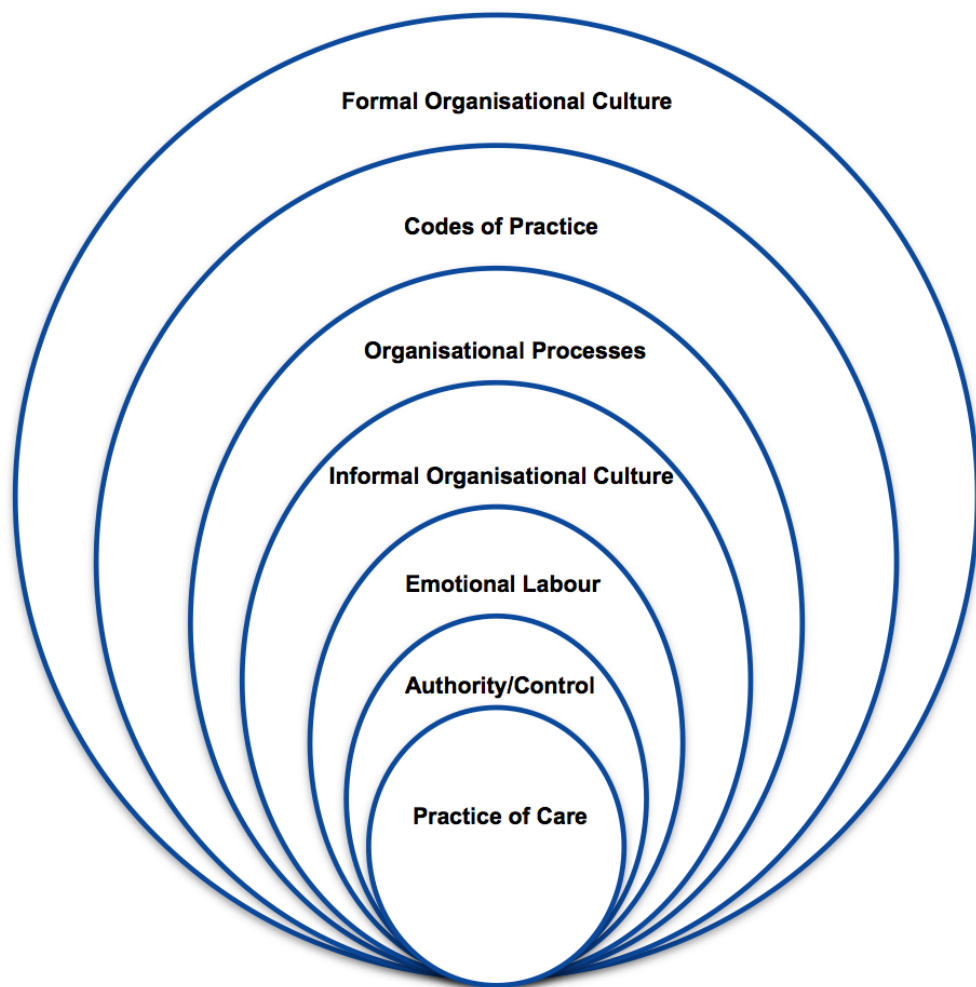 Formal Organisational Culture
Codes of Practice
Organisational Processes
Informal Organisational Culture
Emotional Labour
Authority/Control
Practice of Care